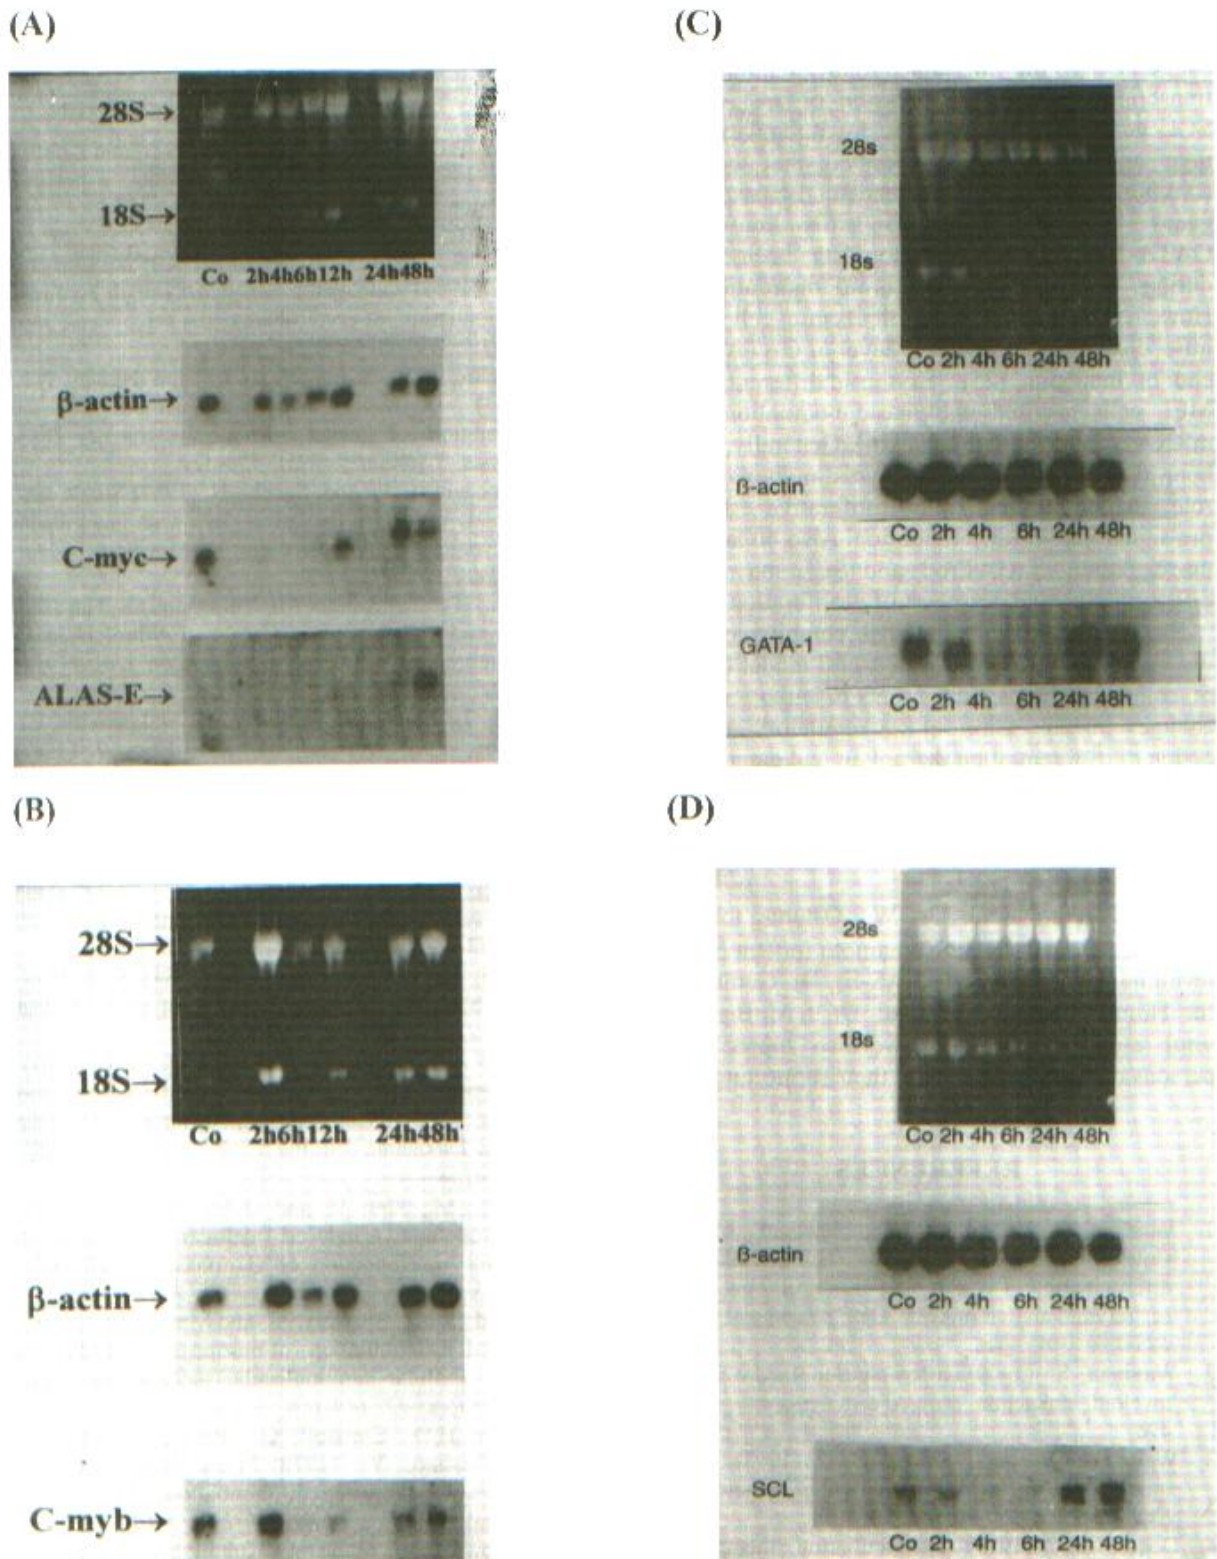 (A)
28S→
18S→
Co 2h4h6h12h 24h48h
β-actin→
C-myc→
ALAS-E→
(B)
28S→
18S→
Co 2h6h12h 24h48h
β-actin→
C-myb→
(C)
28s
18s
Co 2h 4h 6h 24h 48h
ß-actin
Co 2h 4h 6h 24h 48h
GATA-1
Co 2h 4h 6h 24h 48h
(D)
28s
18s
Co 2h 4h 6h 24h 48h
ß-actin
Co 2h 4h 6h 24h 48h
SCL
Co 2h 4h 6h 24h 48h